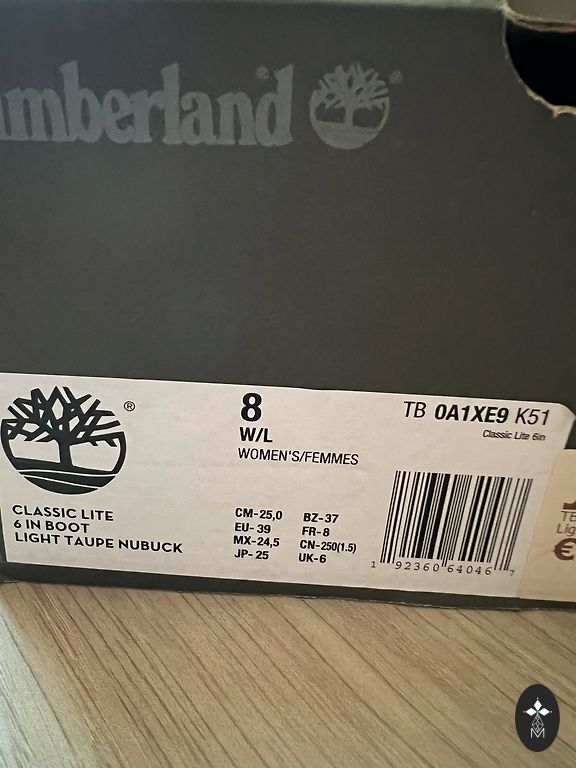 Timberland®
®
8
W/L
WOMEN'S/FEMMES
TB 0A1XE9 K51
Classic Lite 6in
CLASSIC LITE
6 IN BOOT
LIGHT TAUPE NUBUCK
CM-25,0 BZ-37
EU-39 FR-8
MX-24,5 CN-250(1.5)
JP-25 UK-6
1 92360 64046 7
€
M